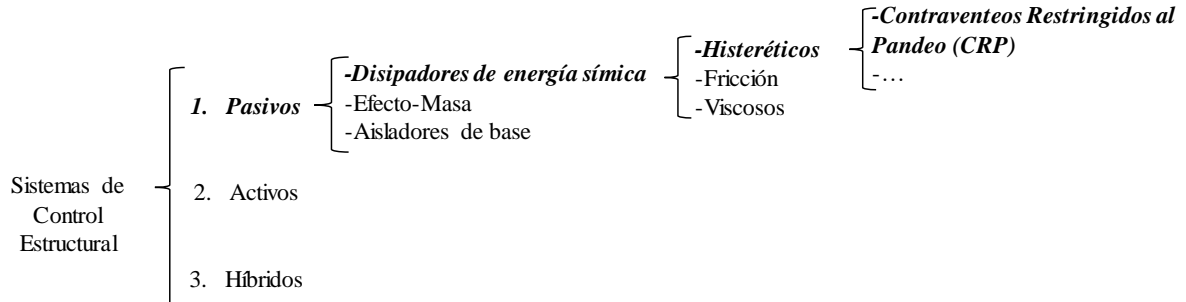 -Contraventeos Restringidos al
Pandeo (CRP)
-…
-Histeréticos
-Fricción
-Viscosos
-Disipadores de energía símica
-Efecto-Masa
-Aisladores de base
1. Pasivos
2. Activos
3. Híbridos
Sistemas de
Control
Estructural